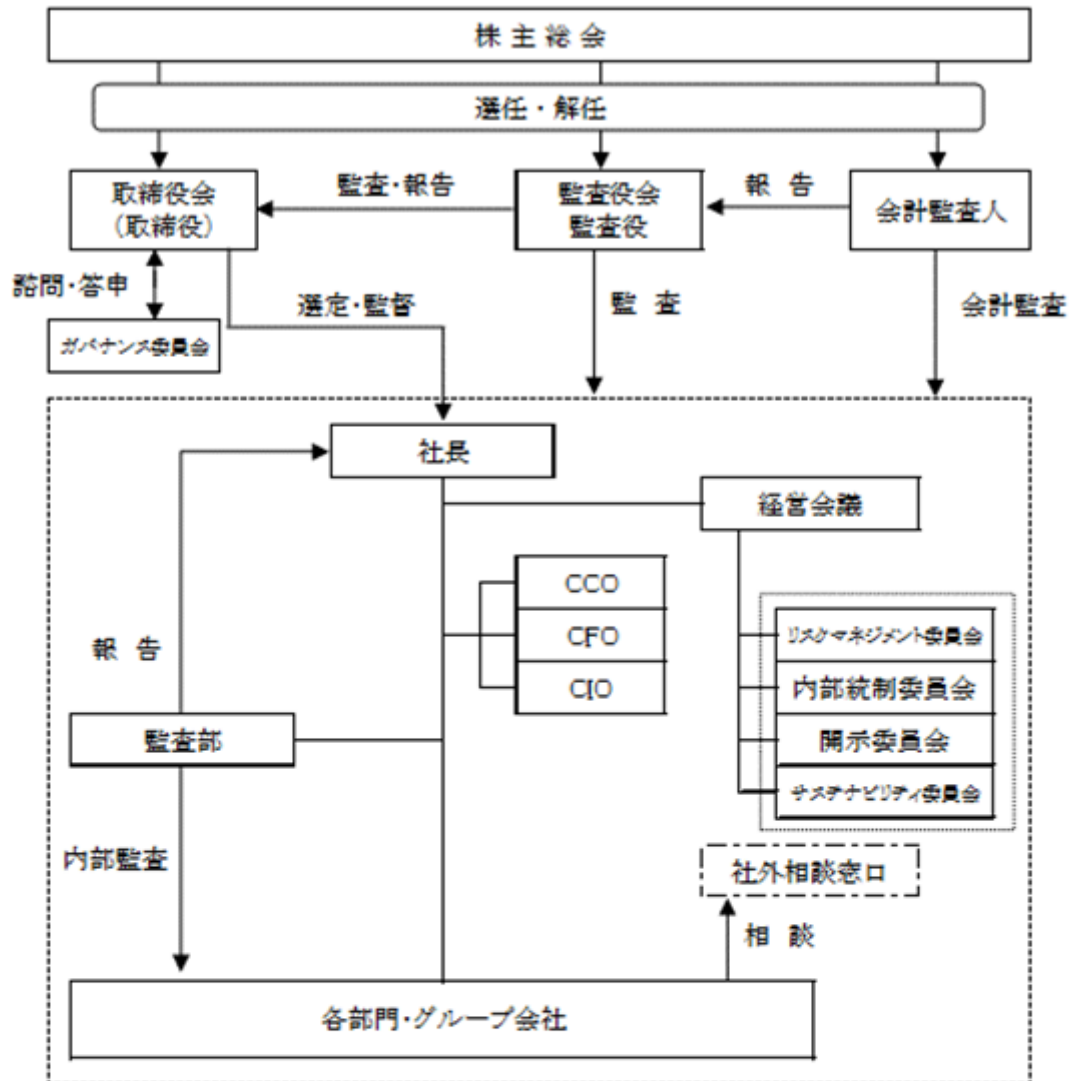 株主総会
選任・解任
取締役会
（取締役）
監査・報告
監査役会
監査役
報告
会計監査人
諮問・答申
選定・監督
監査
会計監査
ガバナンス委員会
社長
経営会議
CCO
CFO
CIO
リスクマネジメント委員会
内部統制委員会
開示委員会
サステナビリティ委員会
報告
監査部
内部監査
社外相談窓口
相談
各部門・グループ会社